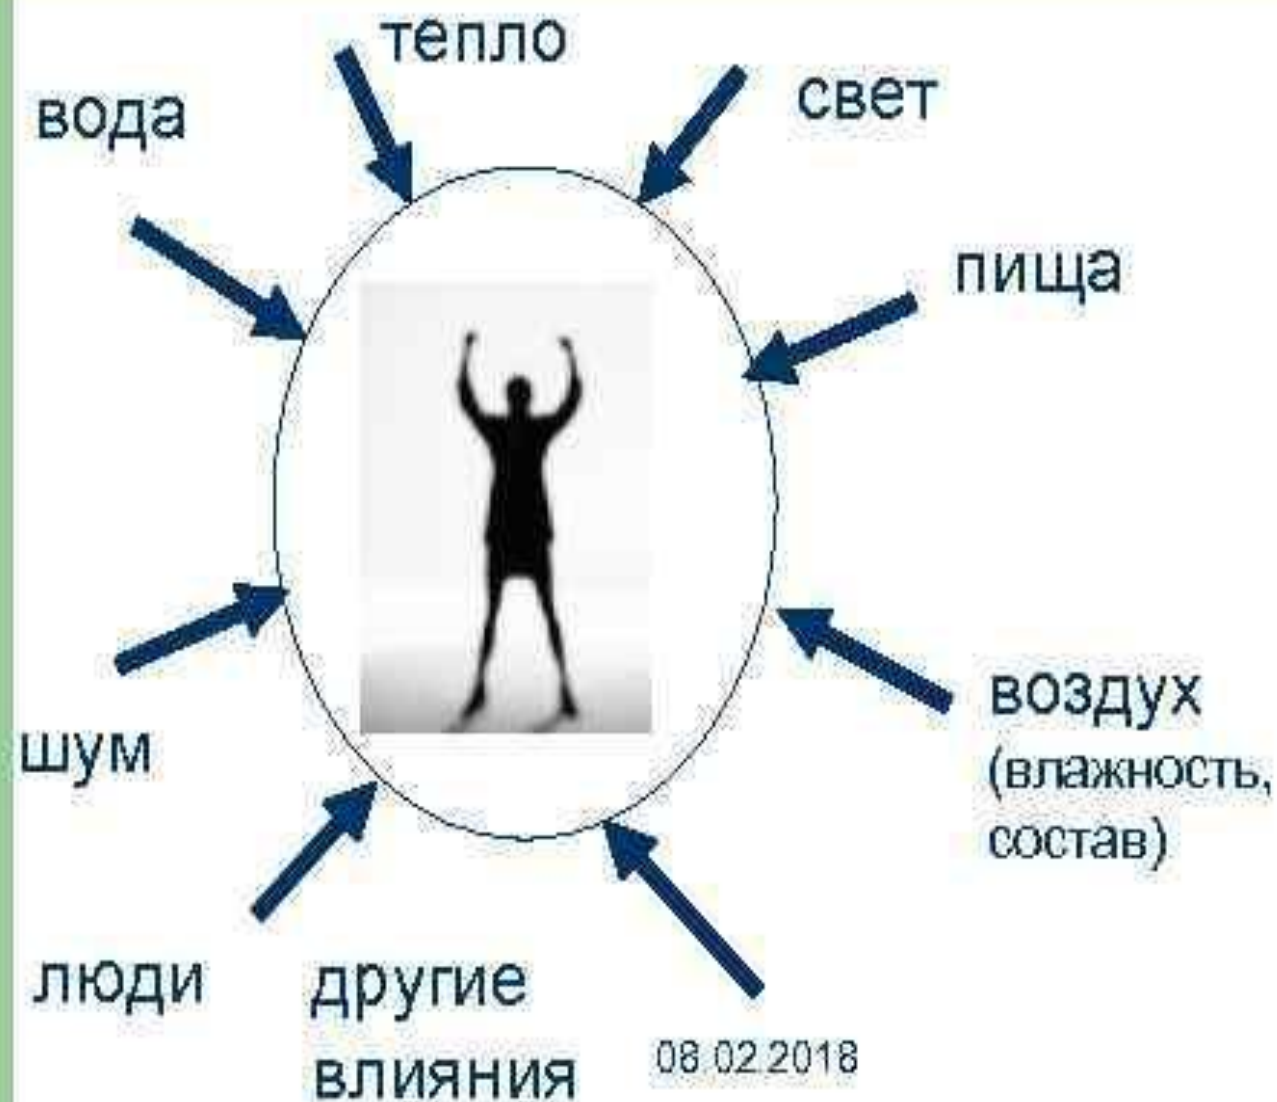 тепло
свет
вода
пища
воздух
(влажность,
состав)
шум
люди
другие
влияния
08.02.2018